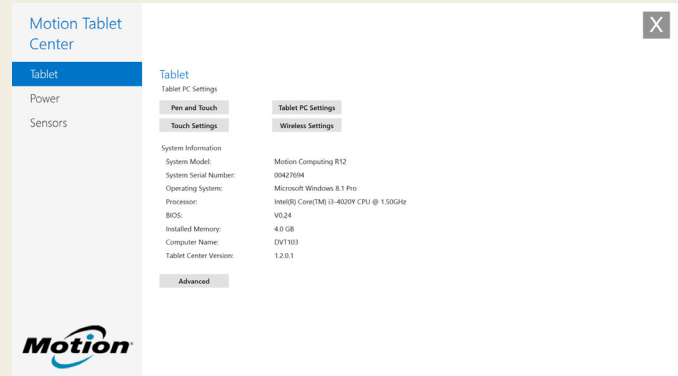 Motion Tablet
Center
X
Tablet
Power
Sensors
Tablet
Tablet PC Settings
Pen and Touch
Tablet PC Settings
Touch Settings
Wireless Settings
System Information
System Model: Motion Computing R12
System Serial Number: 00427694
Operating System: Microsoft Windows 8.1 Pro
Processor: Intel(R) Core(TM) i3-4020Y CPU @ 1.50GHz
BIOS: V0.24
Installed Memory: 4.0 GB
Computer Name: DVT103
Tablet Center Version: 1.2.0.1
Advanced
Motion